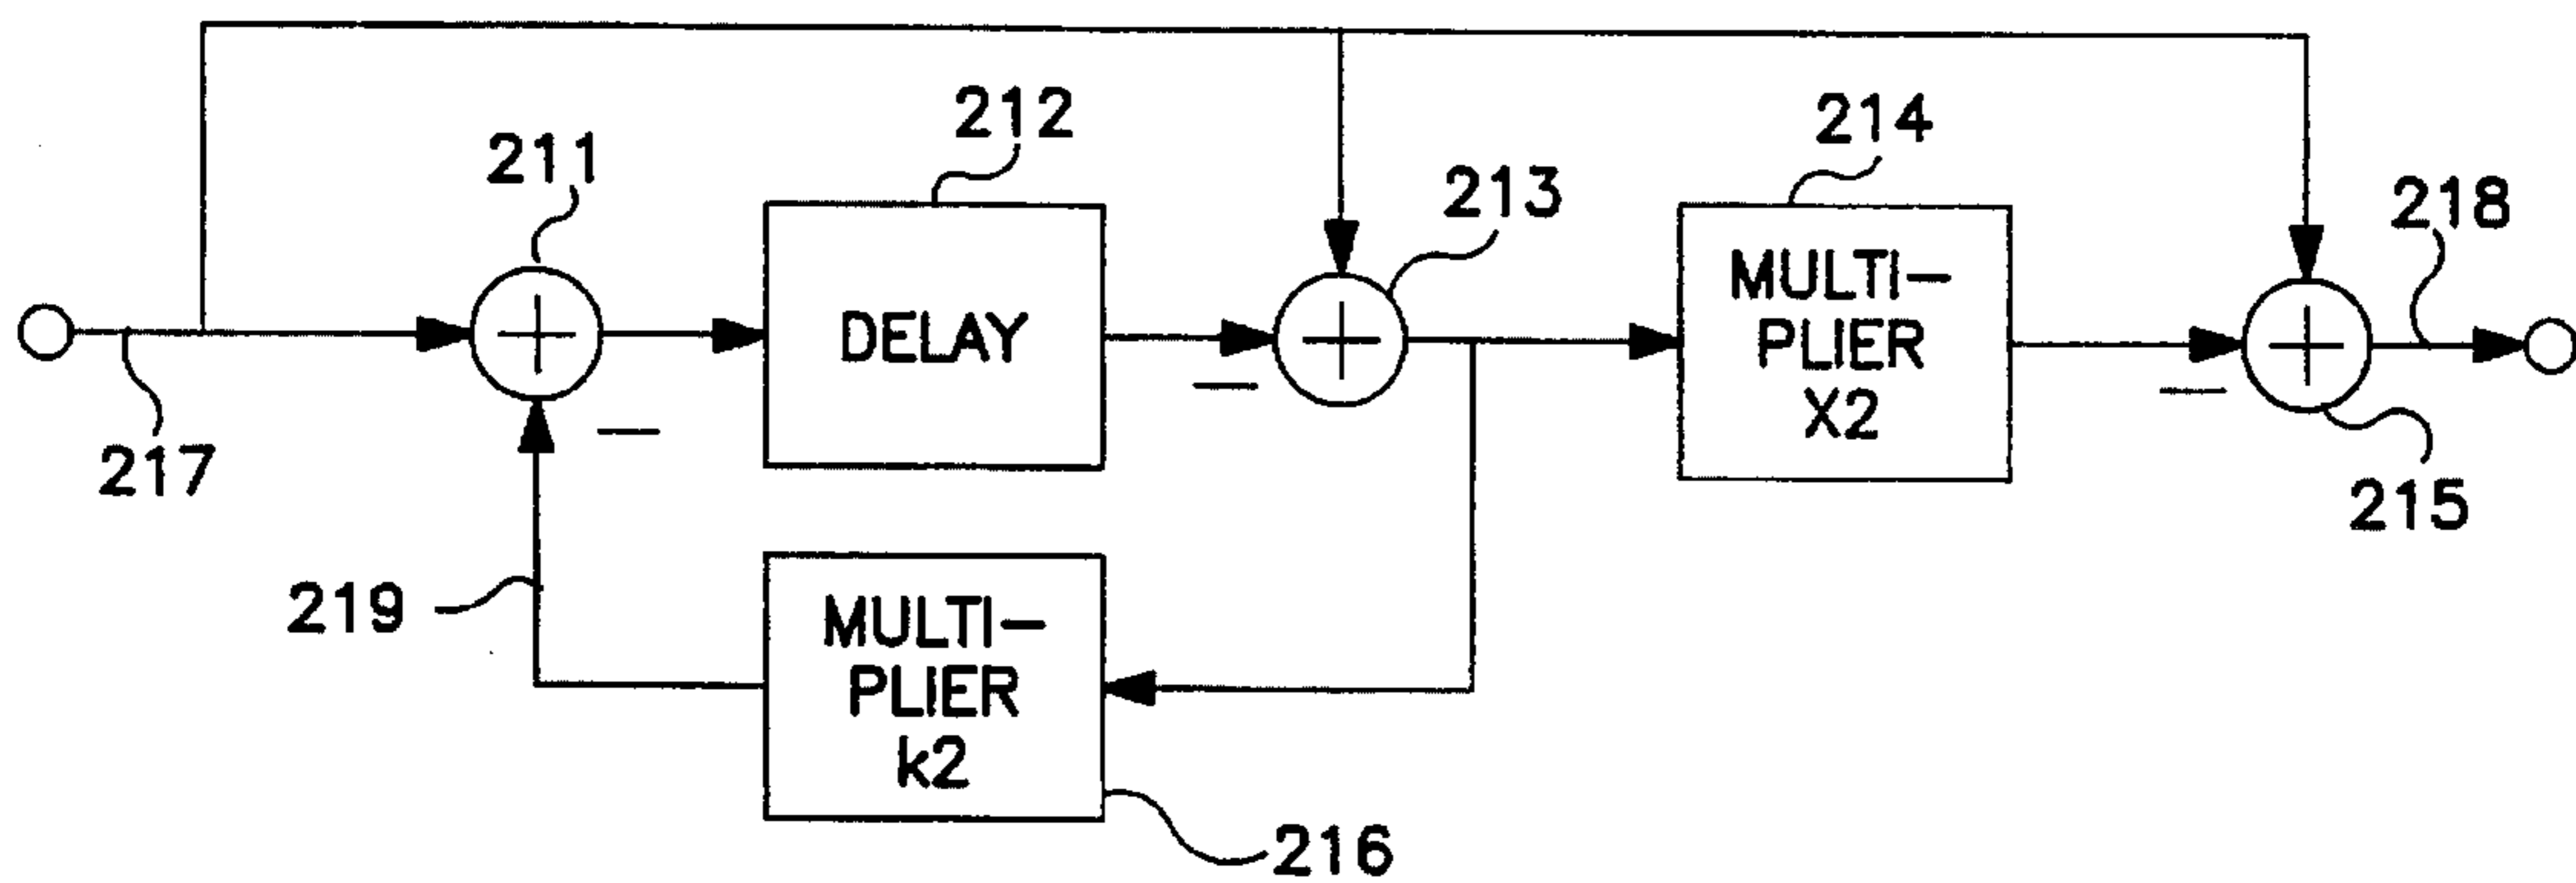 212
214
211
213
218
DELAY
MULTI-
PLIER
X2
217
215
219
MULTI-
PLIER
k2
216